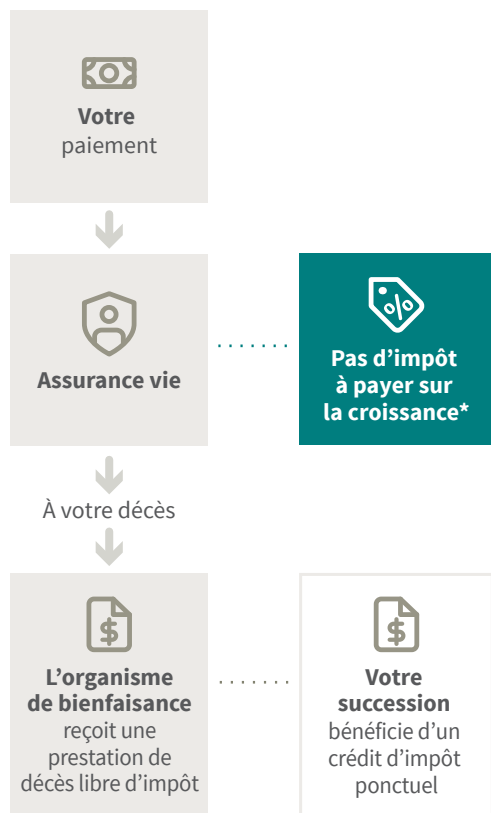 Votre
paiement
Assurance vie
Pas d’impôt
à payer sur
la croissance*
À votre décès
L’organisme
de bienfaisance
reçoit une
prestation de
décès libre d’impôt
Votre
succession
bénéficie d’un
crédit d’impôt
ponctuel